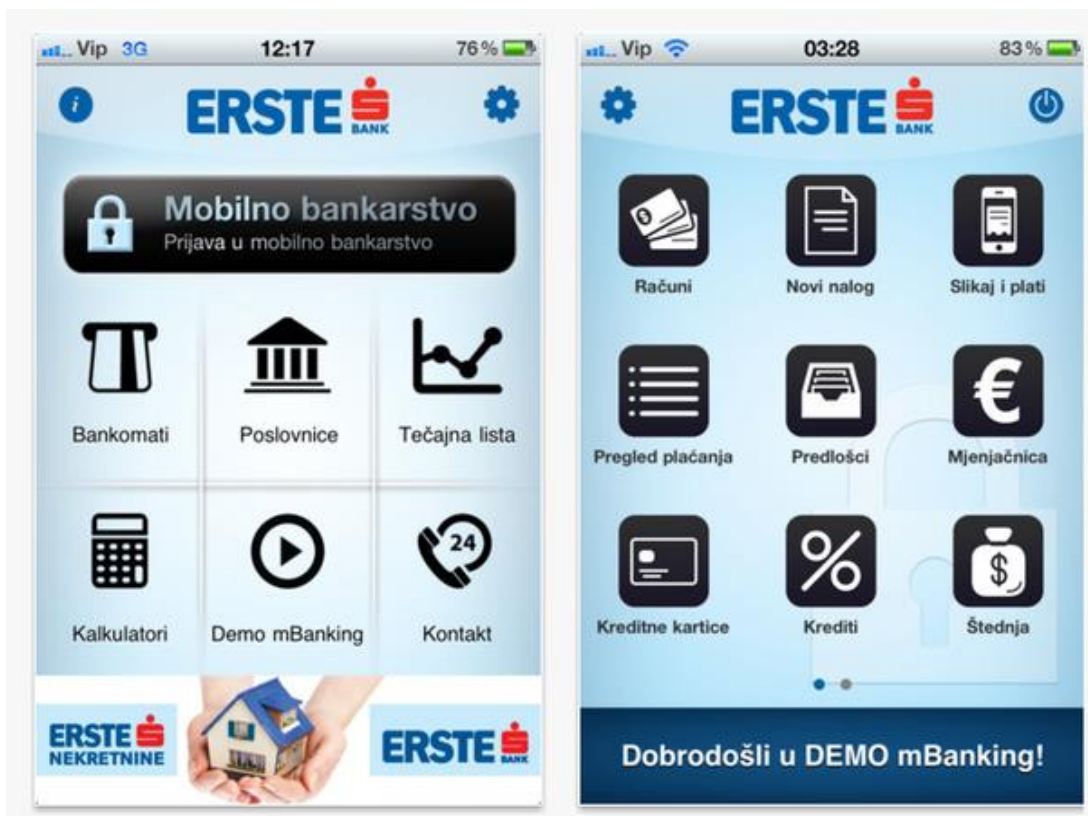 Vip 3G 12:17 76%
ERSTE
BANK
Mobilno bankarstvo
Prijava u mobilno bankarstvo
Bankomati Poslovnice Tečajna lista
24
Kalkulatori Demo mBanking Kontakt
ERSTE
NEKRETNINE
ERSTE
BANK
Vip 03:28 83%
ERSTE
BANK
Računi Novi nalog Slikaj i plati
€
Pregled plaćanja Predlošci Mjenjačnica
% $
Kreditne kartice Krediti Štednja
Dobrodošli u DEMO mBanking!